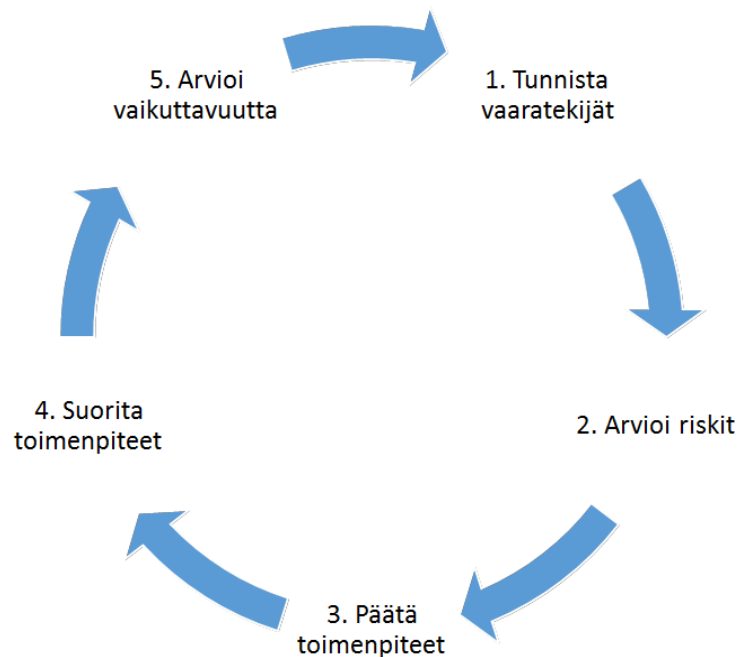 1. Tunnista
vaaratekijät
2. Arvioi riskit
3. Päätä
toimenpiteet
4. Suorita
toimenpiteet
5. Arvioi
vaikuttavuutta